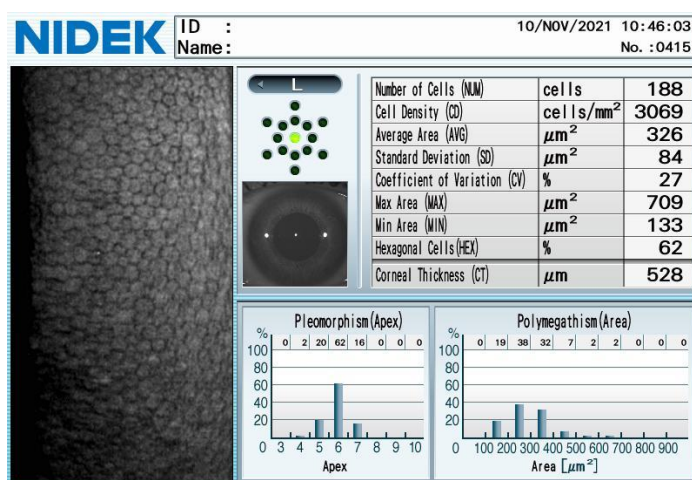 NIDEK
ID :
Name:
10/NOV/2021 10:46:03
No. :0415
L
Number of Cells (NUM) cells 188
Cell Density (CD) cells/mm² 3069
Average Area (AVG) μm² 326
Standard Deviation (SD) μm² 84
Coefficient of Variation (CV) % 27
Max Area (MAX) μm² 709
Min Area (MIN) μm² 133
Hexagonal Cells(HEX) % 62
Corneal Thickness (CT) μm 528
Pleomorphism(Apex)
% 0 2 20 62 16 0 0 0
100
80
60
40
20
0 3 4 5 6 7 8 9 10
Apex
Polymegathism(Area)
% 0 19 38 32 7 2 2 0 0 0
100
80
60
40
20
0 100 200 300 400 500 600 700 800 900
Area [μm²]